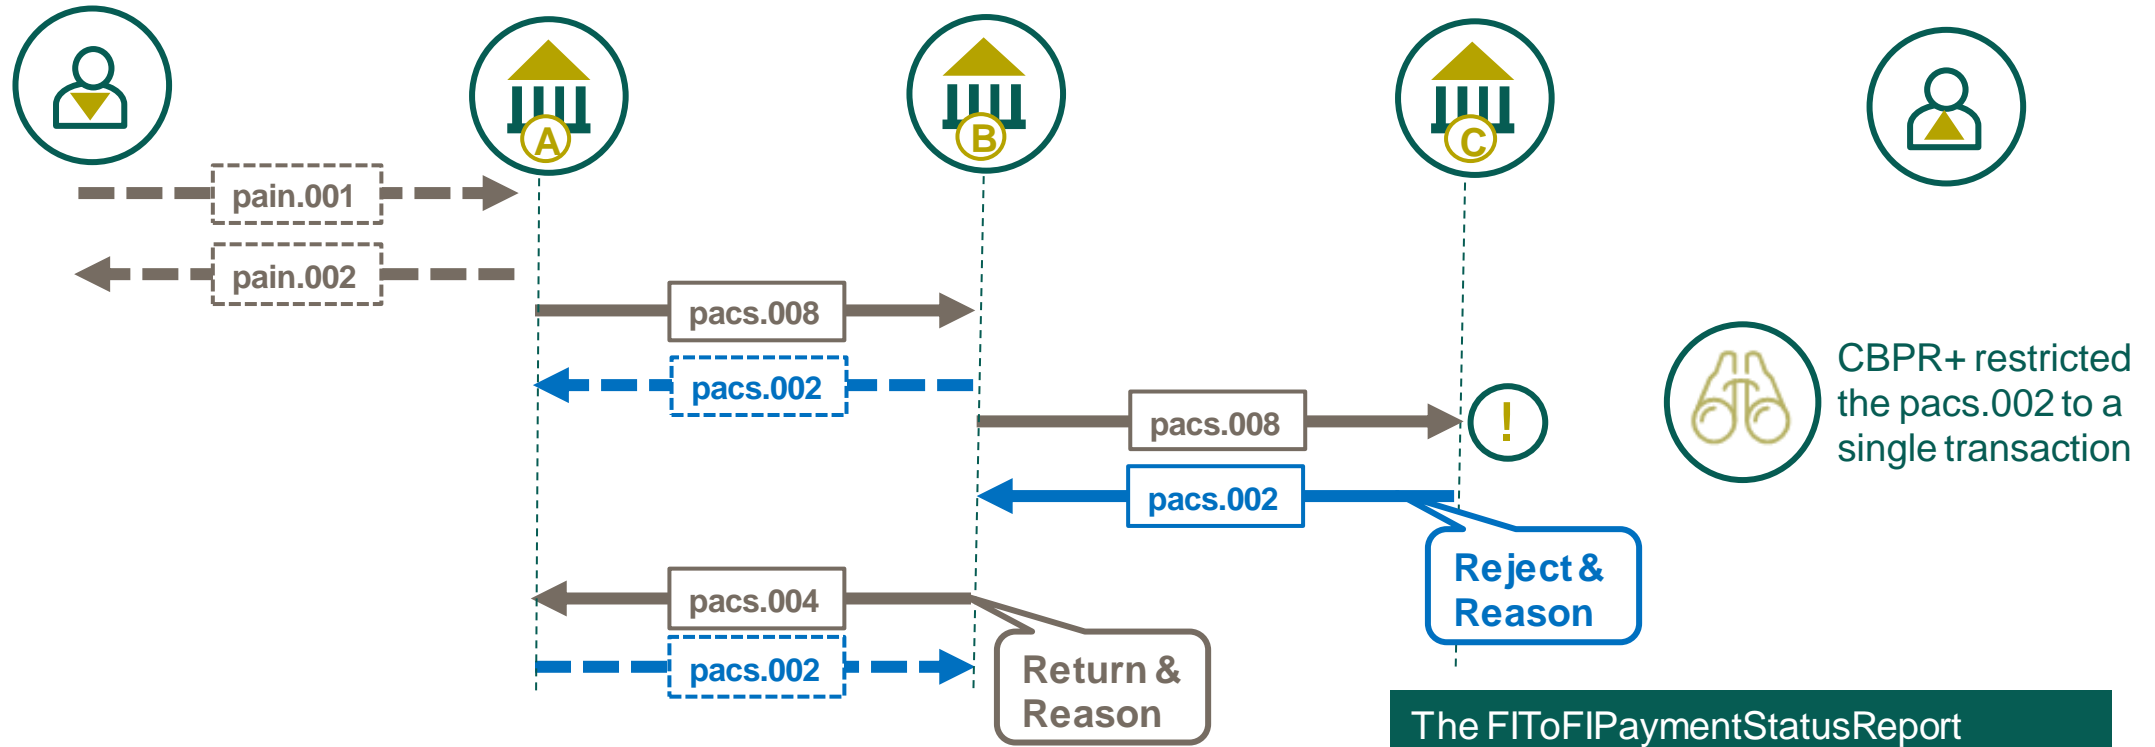 A
B
C
pain.001
pain.002
pacs.008
pacs.002
pacs.008
!
CBPR+ restricted
the pacs.002 to a
single transaction
pacs.002
Reject &
Reason
pacs.004
pacs.002
Return &
Reason
The FIToFIPaymentStatusReport